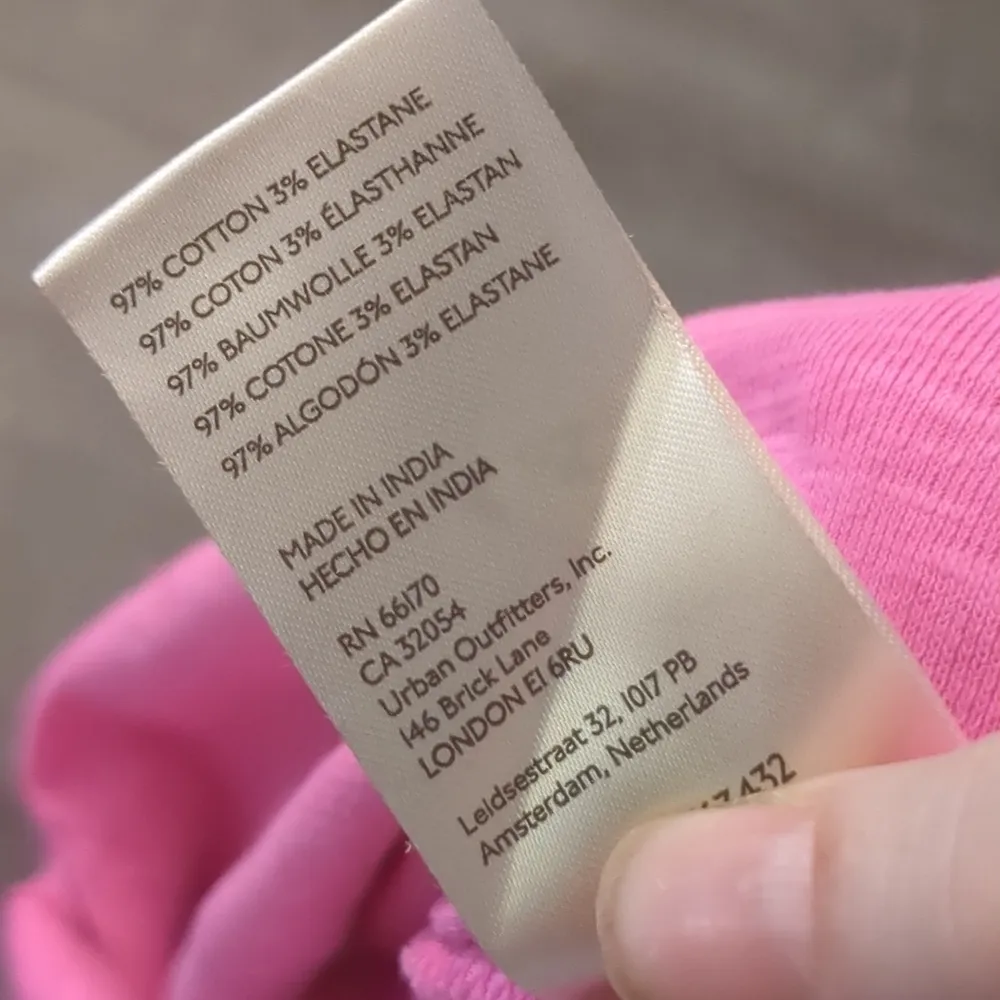 97% COTTON 3% ELASTANE
97% COTON 3% ÉLASTHANNE
97% BAUMWOLLE 3% ELASTAN
97% COTONE 3% ELASTAN
97% ALGODÓN 3% ELASTANE
MADE IN INDIA
HECHO EN INDIA
RN 66170
CA 32054
Urban Outfitters, Inc.
146 Brick Lane
LONDON E1 6RU
Leidsestraat 32, 1017 PB
Amsterdam, Netherlands